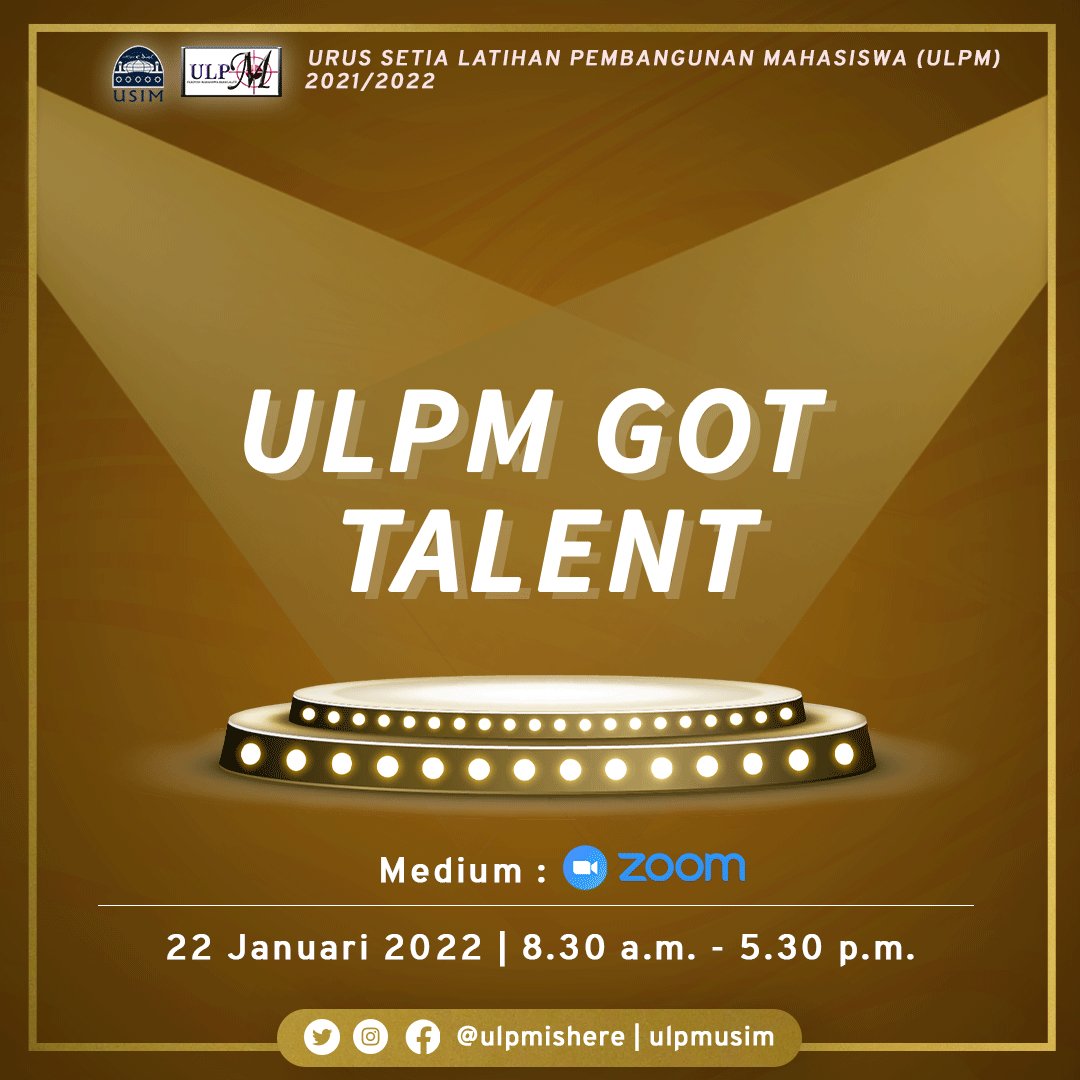 USIM
ULPM
URUS SETIA LATIHAN PEMBANGUNAN MAHASISWA (ULPM)
2021/2022
ULPM GOT
TALENT
Medium : zoom
22 Januari 2022 | 8.30 a.m. - 5.30 p.m.
@ulpmishere | ulpmusim